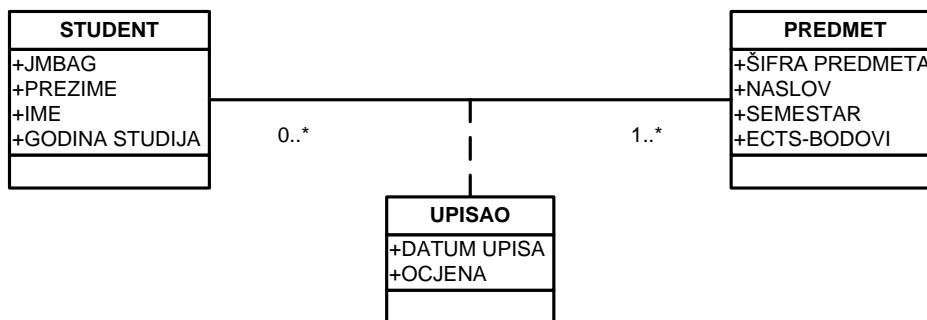 STUDENT
+JMBAG
+PREZIME
+IME
+GODINA STUDIJA
0..*
1..*
PREDMET
+ŠIFRA PREDMETA
+NASLOV
+SEMESTAR
+ECTS-BODOVI
UPISAO
+DATUM UPISA
+OCJENA